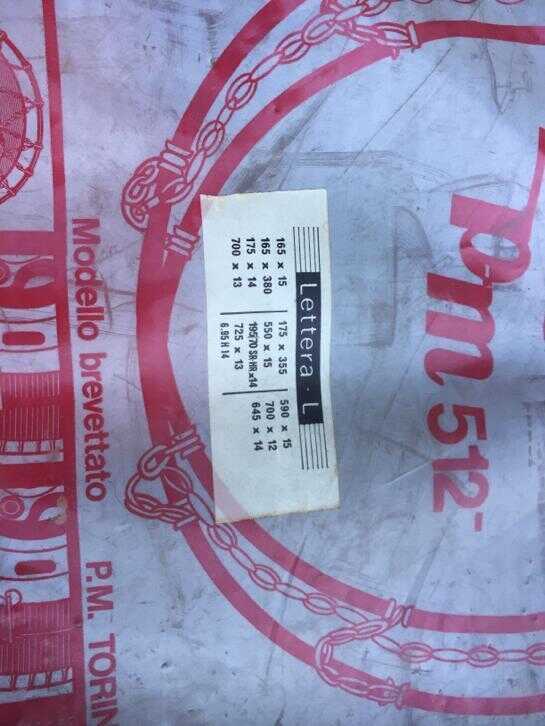 pm 512
Lettera · L
165 x 15
165 x 380
175 x 14
700 x 13
175 x 355
550 x 15
195/70 SR-HR x 14
725 x 13
6.95 H 14
590 x 15
700 x 12
645 x 14
Modello brevettato P.M. TORIN